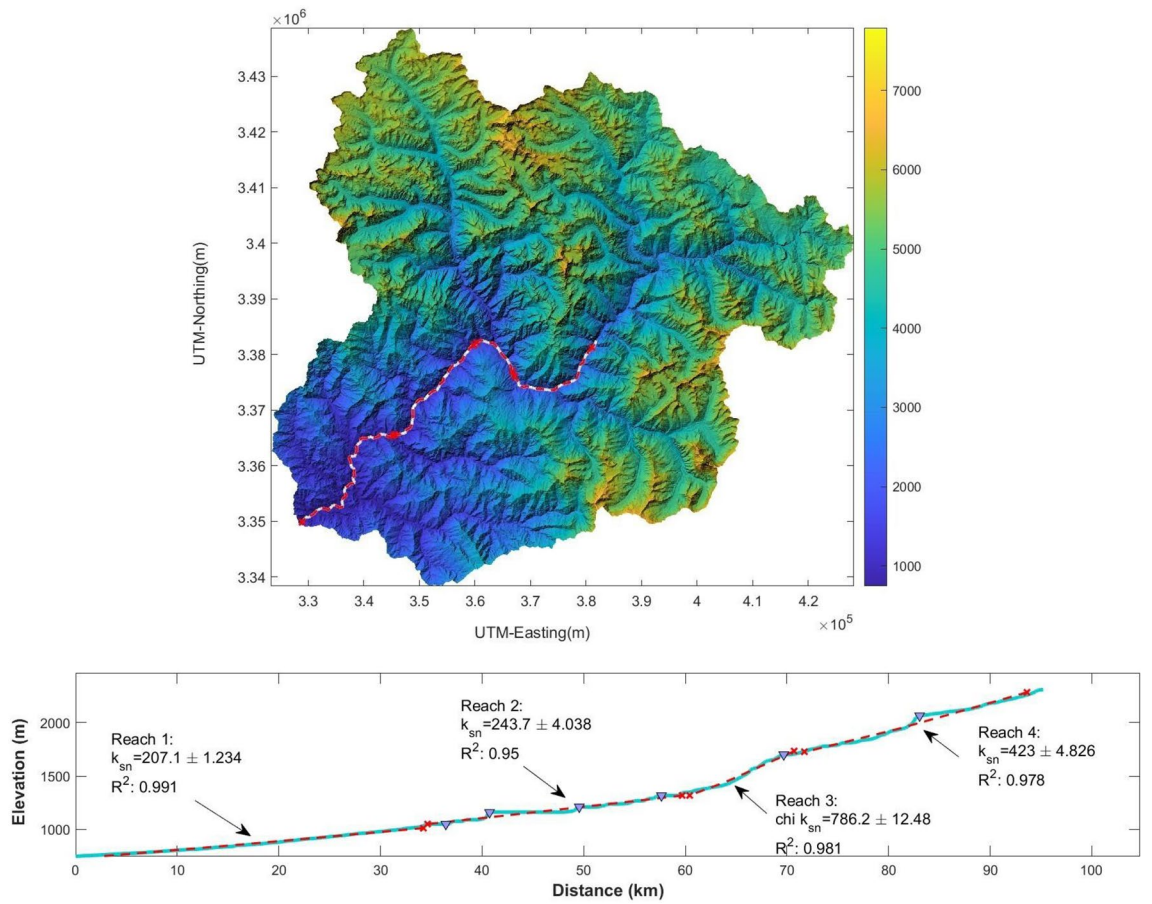 ×10⁶
3.43
3.42
3.41
3.4
3.39
3.38
3.37
3.36
3.35
3.34
UTM-Northing(m)
3.3 3.4 3.5 3.6 3.7 3.8 3.9 4 4.1 4.2
×10⁵
UTM-Easting(m)
7000
6000
5000
4000
3000
2000
1000
Elevation (m)
2000
1500
1000
Reach 1:
ksn=207.1 ± 1.234
R²: 0.991
Reach 2:
ksn=243.7 ± 4.038
R²: 0.95
Reach 4:
ksn=423 ± 4.826
R²: 0.978
Reach 3:
chi ksn=786.2 ± 12.48
R²: 0.981
0 10 20 30 40 50 60 70 80 90 100
Distance (km)